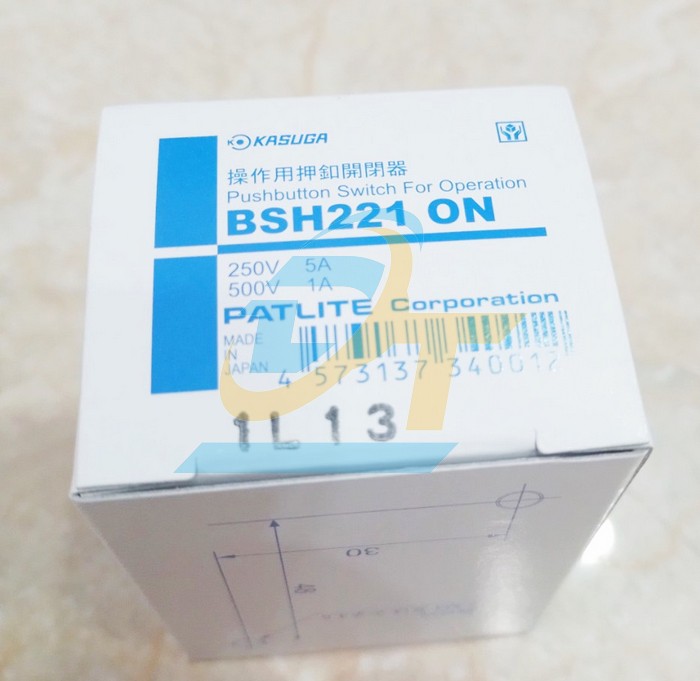 KASUGA
操作用押釦開閉器
Pushbutton Switch For Operation
BSH221 ON
250V 5A
500V 1A
PATLITE Corporation
MADE
IN
JAPAN
4 573137 340012
1L13
30